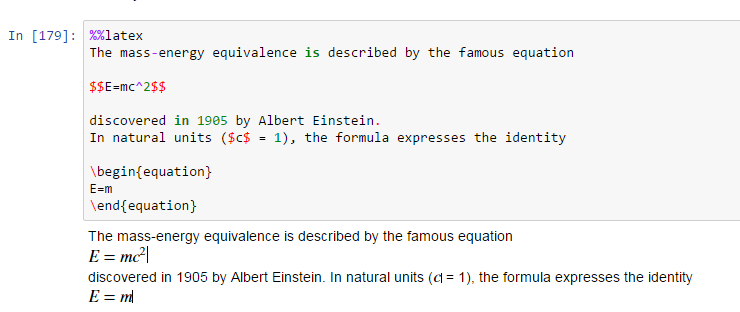 In [179]: %%latex
The mass-energy equivalence is described by the famous equation
$$E=mc^2$$
discovered in 1905 by Albert Einstein.
In natural units ($c$ = 1), the formula expresses the identity
\begin{equation}
E=m
\end{equation}
The mass-energy equivalence is described by the famous equation
E = mc²|
discovered in 1905 by Albert Einstein. In natural units (c| = 1), the formula expresses the identity
E = m|